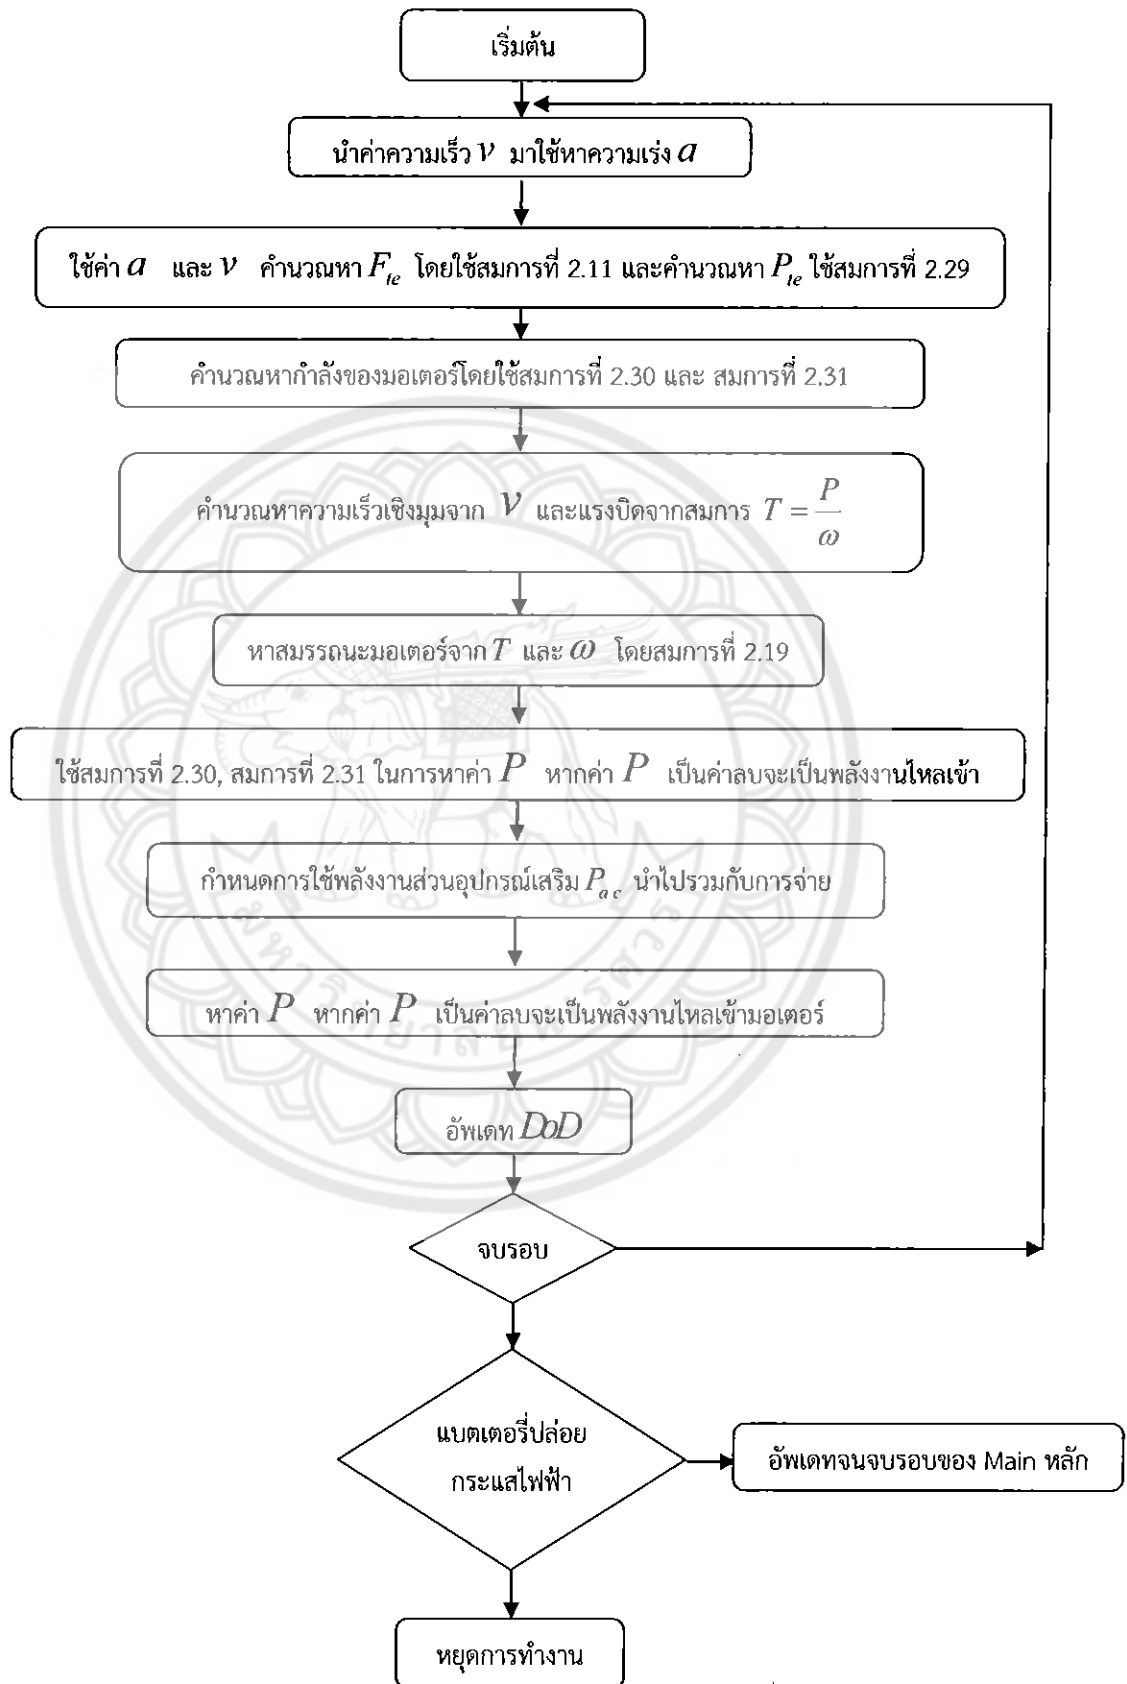 เริ่มต้น
นำค่าความเร็ว v มาใช้หาความเร่ง a
ใช้ค่า a และ v คำนวณหา F_te โดยใช้สมการที่ 2.11 และคำนวณหา P_te ใช้สมการที่ 2.29
คำนวณหากำลังของมอเตอร์โดยใช้สมการที่ 2.30 และ สมการที่ 2.31
คำนวณหาความเร็วเชิงมุมจาก v และแรงบิดจากสมการ T = P/ω
หาสมรรถนะมอเตอร์จาก T และ ω โดยสมการที่ 2.19
ใช้สมการที่ 2.30, สมการที่ 2.31 ในการหาค่า P หากค่า P เป็นค่าลบจะเป็นพลังงานไหลเข้า
กำหนดการใช้พลังงานส่วนอุปกรณ์เสริม P_ac นำไปรวมกับการจ่าย
หาค่า P หากค่า P เป็นค่าลบจะเป็นพลังงานไหลเข้ามอเตอร์
มหาวิทยาลัยนเรศวร
อัพเดท DoD
จบรอบ
แบตเตอรี่ปล่อย
กระแสไฟฟ้า
อัพเดทจนจบรอบของ Main หลัก
หยุดการทำงาน